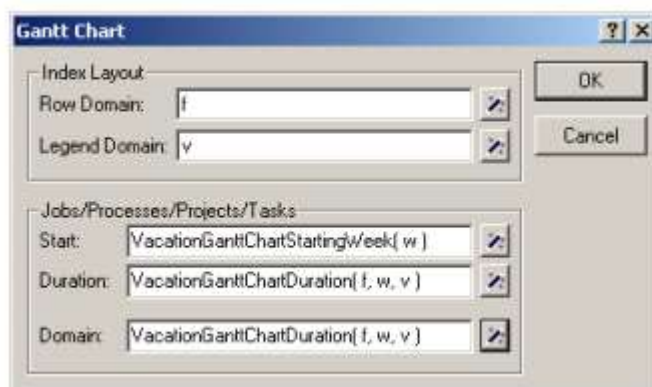 Gantt Chart
Index Layout
Row Domain: f
Legend Domain: v
OK
Cancel
Jobs/Processes/Projects/Tasks
Start: VacationGanttChartStartingWeek( w )
Duration: VacationGanttChartDuration( f, w, v )
Domain: VacationGanttChartDuration( f, w, v )